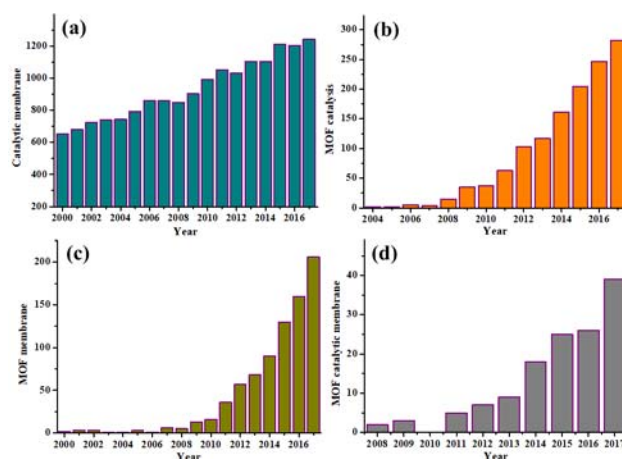 (a)
Catalytic membrane
1200
1000
800
600
400
200
2000 2002 2004 2006 2008 2010 2012 2014 2016
Year
(b)
MOF catalysis
300
250
200
150
100
50
0
2004 2006 2008 2010 2012 2014 2016
Year
(c)
MOF membrane
200
150
100
50
0
2000 2002 2004 2006 2008 2010 2012 2014 2016
Year
(d)
MOF catalytic membrane
40
30
20
10
0
2008 2009 2010 2011 2012 2013 2014 2015 2016 2017
Year